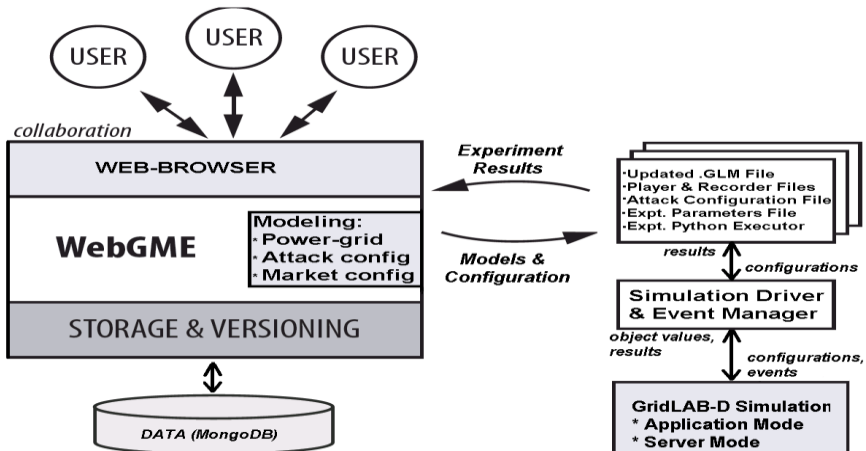 USER
USER
USER
collaboration
WEB-BROWSER
WebGME
Modeling:
* Power-grid
* Attack config
* Market config
STORAGE & VERSIONING
DATA (MongoDB)
Experiment
Results
Models &
Configuration
·Updated .GLM File
·Player & Recorder Files
·Attack Configuration File
·Expt. Parameters File
·Expt. Python Executor
results
configurations
Simulation Driver
& Event Manager
object values,
results
configurations,
events
GridLAB-D Simulation
* Application Mode
* Server Mode